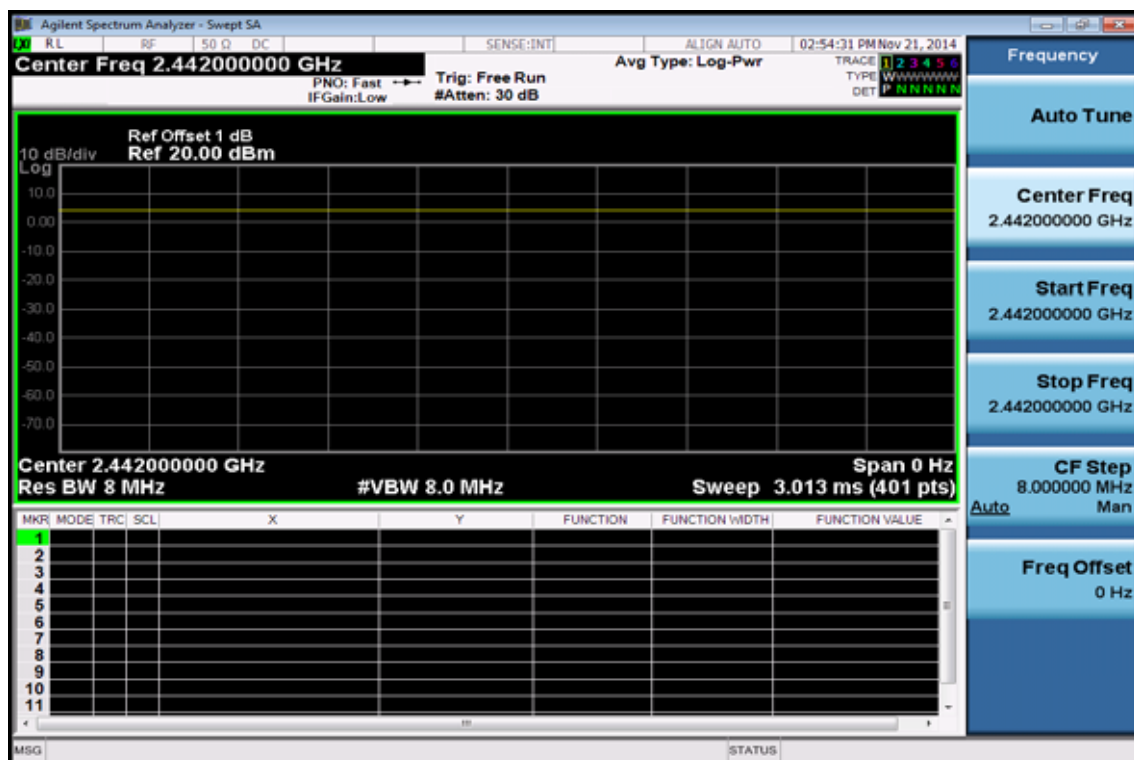 Agilent Spectrum Analyzer - Swept SA
RL RF 50 Ω DC SENSE:INT ALIGN AUTO 02:54:31 PM Nov 21, 2014
Center Freq 2.442000000 GHz
PNO: Fast
IFGain:Low
Trig: Free Run
#Atten: 30 dB
Avg Type: Log-Pwr
TRACE 1 2 3 4 5 6
TYPE WWWWWW
DET P N N N N N
Ref Offset 1 dB
10 dB/div Ref 20.00 dBm
Log
10.0
0.00
-10.0
-20.0
-30.0
-40.0
-50.0
-60.0
-70.0
Center 2.442000000 GHz Span 0 Hz
Res BW 8 MHz #VBW 8.0 MHz Sweep 3.013 ms (401 pts)
MKR MODE TRC SCL X Y FUNCTION FUNCTION WIDTH FUNCTION VALUE
1
2
3
4
5
6
7
8
9
10
11
MSG STATUS
Frequency
Auto Tune
Center Freq
2.442000000 GHz
Start Freq
2.442000000 GHz
Stop Freq
2.442000000 GHz
CF Step
8.000000 MHz
Auto Man
Freq Offset
0 Hz